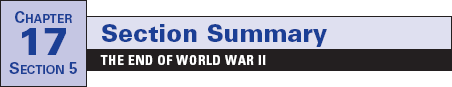 CHAPTER
17
SECTION 5
Section Summary
THE END OF WORLD WAR II